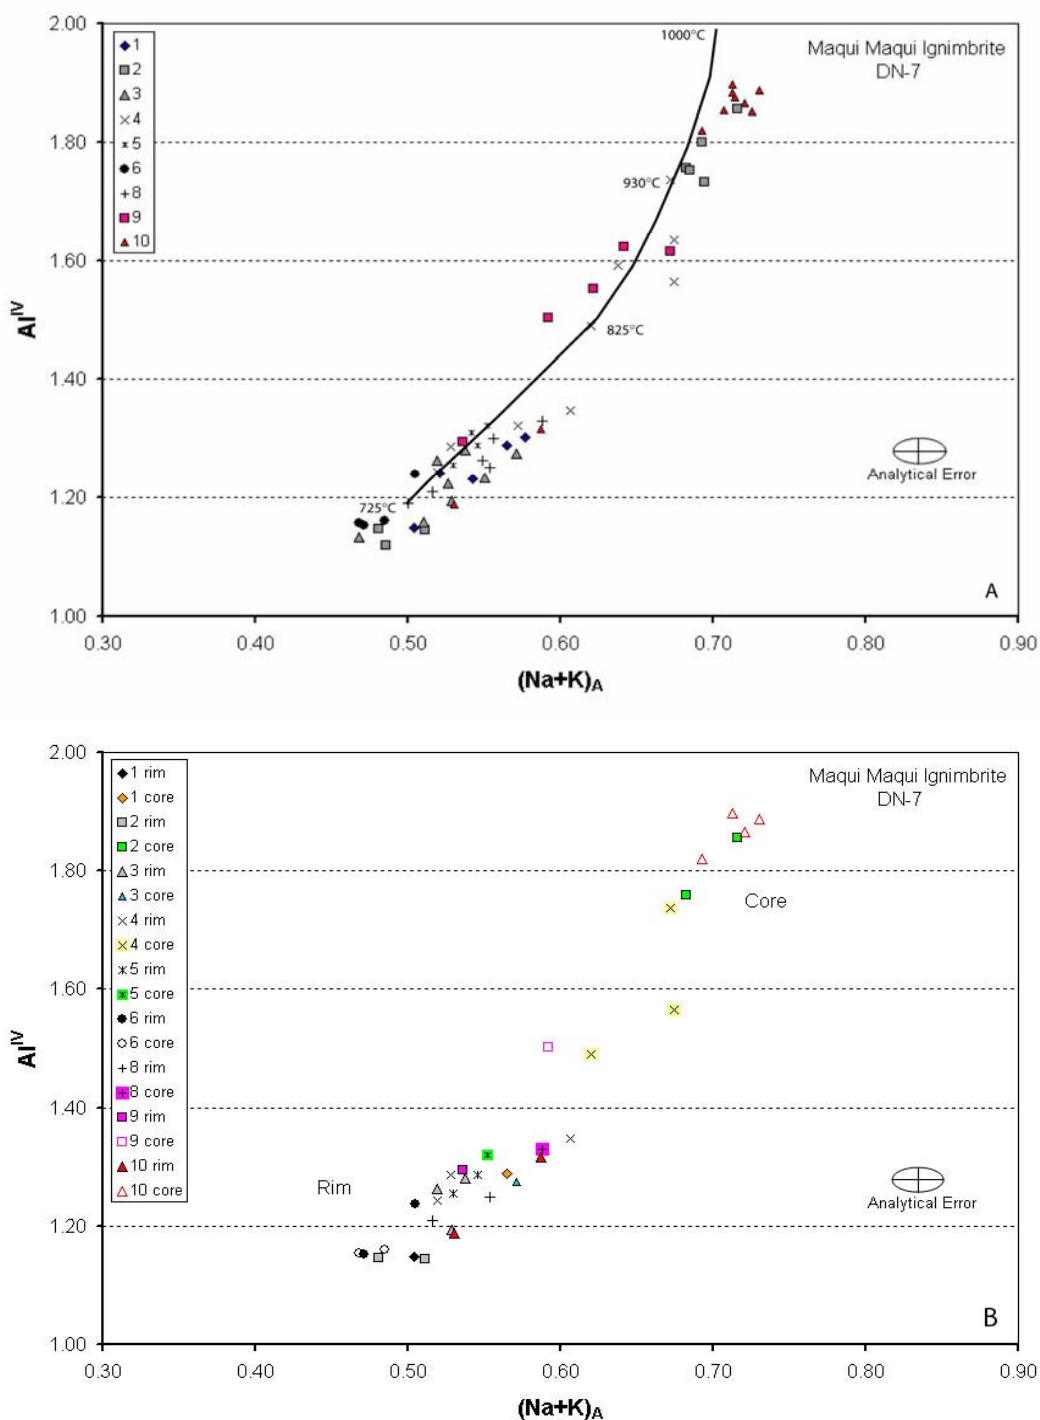 2.00
1.80
1.60
1.40
1.20
1.00
Al^IV
1
2
3
4
5
6
8
9
10
1000°C
930°C
825°C
725°C
Maqui Maqui Ignimbrite
DN-7
Analytical Error
A
0.30 0.40 0.50 0.60 0.70 0.80 0.90
(Na+K)A
2.00
1.80
1.60
1.40
1.20
1.00
Al^IV
1 rim
1 core
2 rim
2 core
3 rim
3 core
4 rim
4 core
5 rim
5 core
6 rim
6 core
8 rim
8 core
9 rim
9 core
10 rim
10 core
Maqui Maqui Ignimbrite
DN-7
Core
Rim
Analytical Error
B
0.30 0.40 0.50 0.60 0.70 0.80 0.90
(Na+K)A